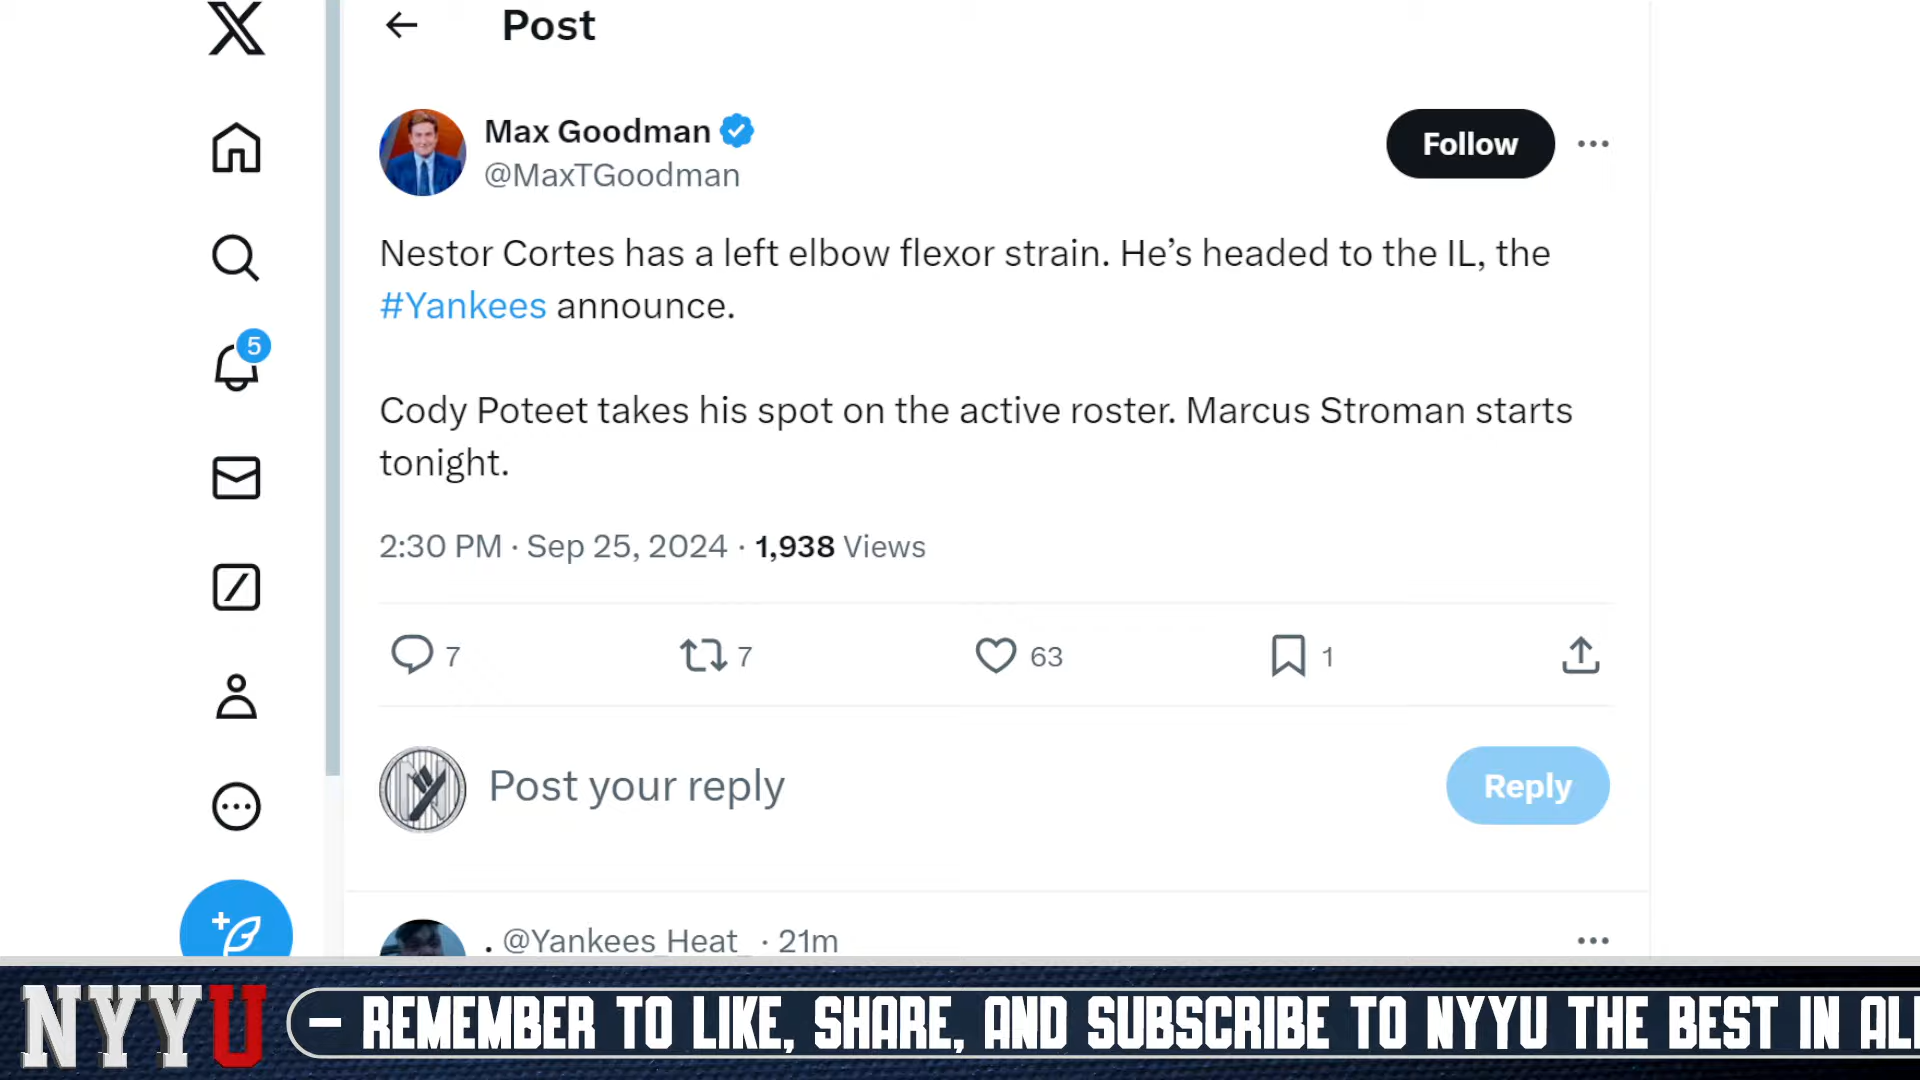 Post
Max Goodman
@MaxTGoodman
Follow
Nestor Cortes has a left elbow flexor strain. He’s headed to the IL, the
#Yankees announce.
Cody Poteet takes his spot on the active roster. Marcus Stroman starts
tonight.
2:30 PM · Sep 25, 2024 · 1,938 Views
7
7
63
1
5
Post your reply
Reply
. @Yankees_Heat_ · 21m
NYYU
– REMEMBER TO LIKE, SHARE, AND SUBSCRIBE TO NYYU THE BEST IN AL